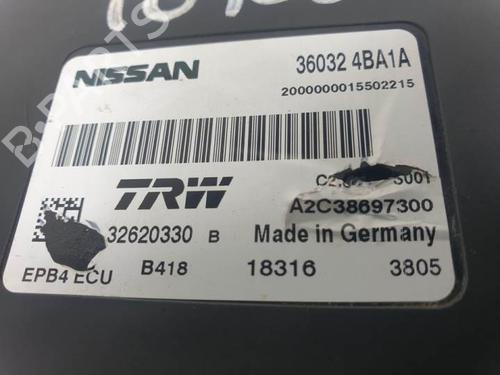 NISSAN 36032 4BA1A
2000000015502215
TRW
A2C38697300
32620330 B Made in Germany
EPB4 ECU B418 18316 3805